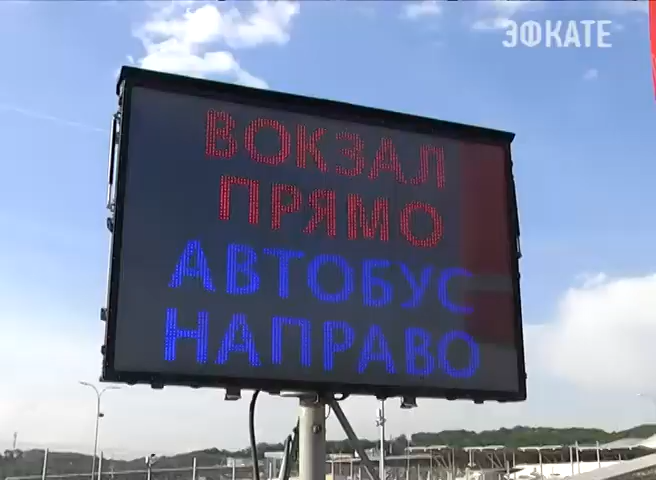 ЭФКАТЕ
ВОКЗАЛ
ПРЯМО
АВТОБУС
НАПРАВО